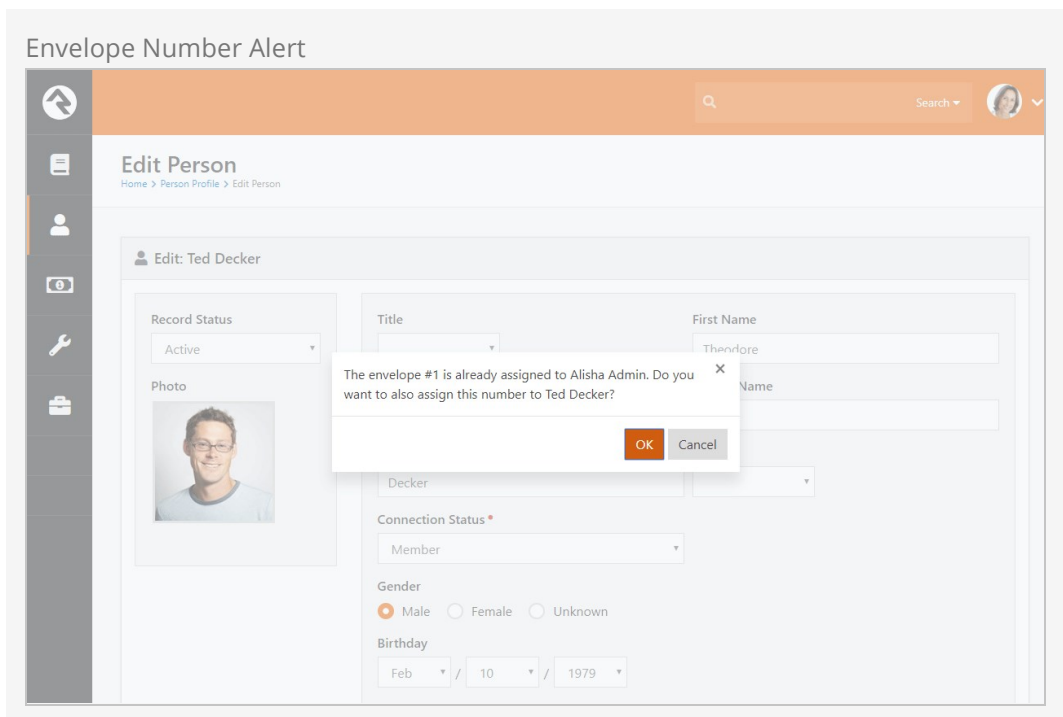 Envelope Number Alert
Search
Edit Person
Home > Person Profile > Edit Person
Edit: Ted Decker
Record Status
Active
Photo
Title
First Name
Theodore
The envelope #1 is already assigned to Alisha Admin. Do you
want to also assign this number to Ted Decker?
Name
OK
Cancel
Decker
Connection Status *
Member
Gender
Male
Female
Unknown
Birthday
Feb / 10 / 1979